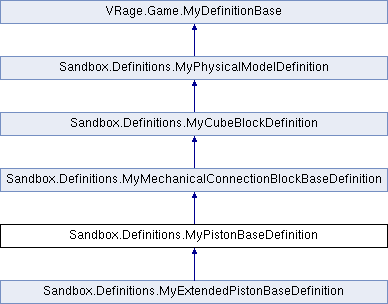 VRage.Game.MyDefinitionBase
Sandbox.Definitions.MyPhysicalModelDefinition
Sandbox.Definitions.MyCubeBlockDefinition
Sandbox.Definitions.MyMechanicalConnectionBlockBaseDefinition
Sandbox.Definitions.MyPistonBaseDefinition
Sandbox.Definitions.MyExtendedPistonBaseDefinition